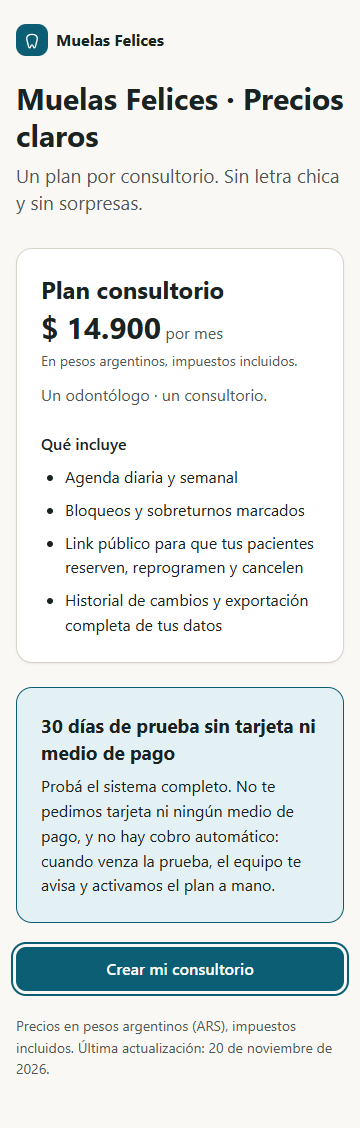 Muelas Felices
Muelas Felices · Precios
claros
Un plan por consultorio. Sin letra chica
y sin sorpresas.
Plan consultorio
$ 14.900 por mes
En pesos argentinos, impuestos incluidos.
Un odontólogo · un consultorio.
Qué incluye
• Agenda diaria y semanal
• Bloqueos y sobreturnos marcados
• Link público para que tus pacientes
reserven, reprogramen y cancelen
• Historial de cambios y exportación
completa de tus datos
30 días de prueba sin tarjeta ni
medio de pago
Probá el sistema completo. No te
pedimos tarjeta ni ningún medio de
pago, y no hay cobro automático:
cuando venza la prueba, el equipo te
avisa y activamos el plan a mano.
Crear mi consultorio
Precios en pesos argentinos (ARS), impuestos
incluidos. Última actualización: 20 de noviembre de
2026.